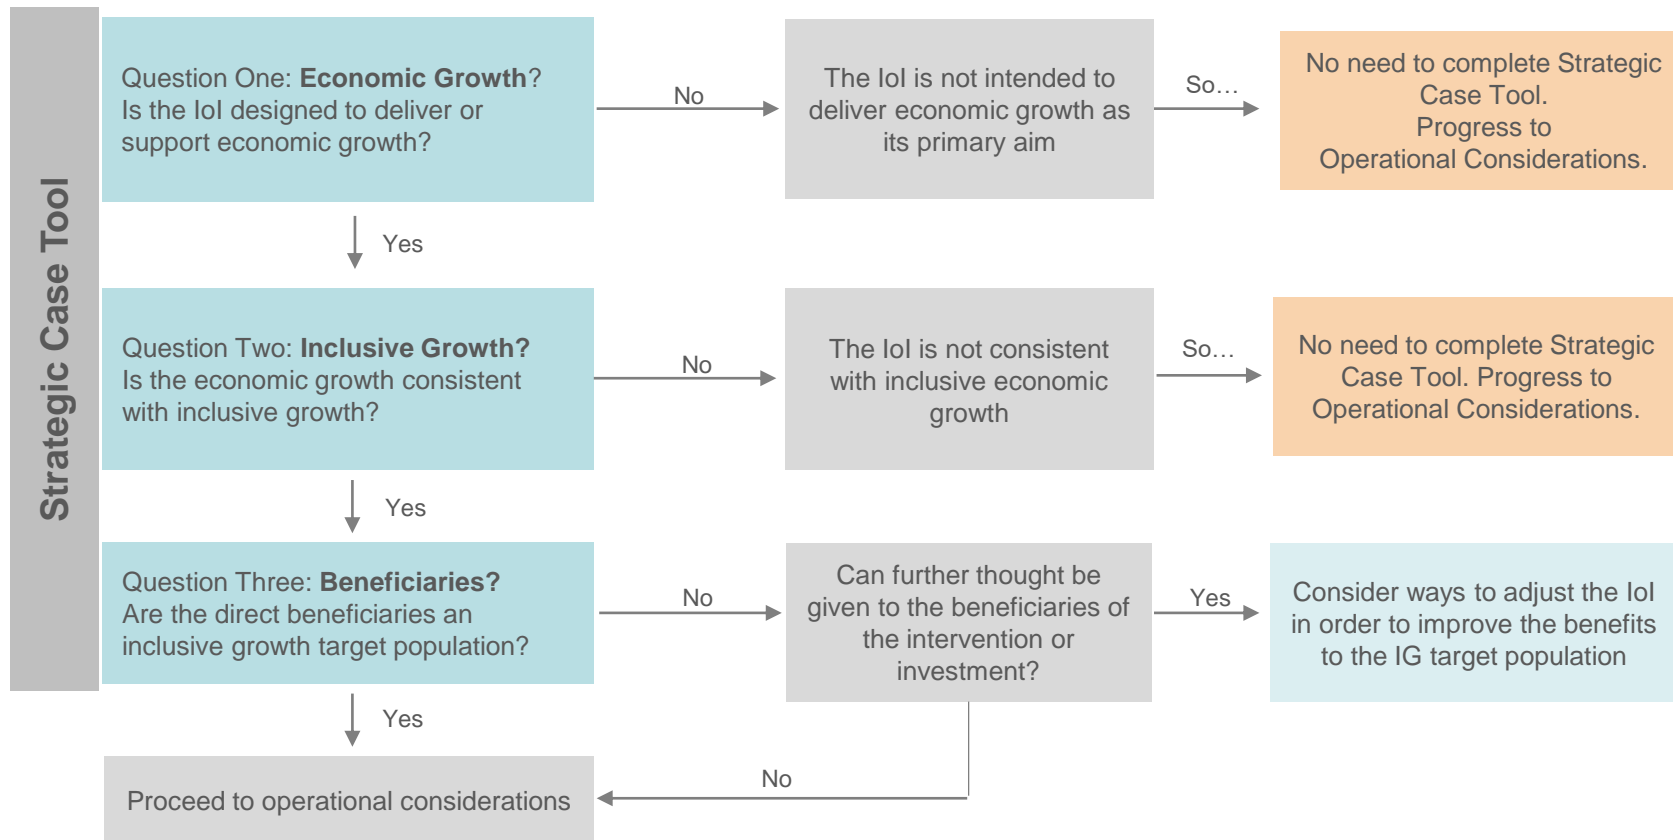 Strategic Case Tool
Question One: Economic Growth?
Is the IoI designed to deliver or
support economic growth?
No
The IoI is not intended to
deliver economic growth as
its primary aim
So…
No need to complete Strategic
Case Tool.
Progress to
Operational Considerations.
Yes
Question Two: Inclusive Growth?
Is the economic growth consistent
with inclusive growth?
No
The IoI is not consistent
with inclusive economic
growth
So…
No need to complete Strategic
Case Tool. Progress to
Operational Considerations.
Yes
Question Three: Beneficiaries?
Are the direct beneficiaries an
inclusive growth target population?
No
Can further thought be
given to the beneficiaries of
the intervention or
investment?
Yes
Consider ways to adjust the IoI
in order to improve the benefits
to the IG target population
Yes
No
Proceed to operational considerations